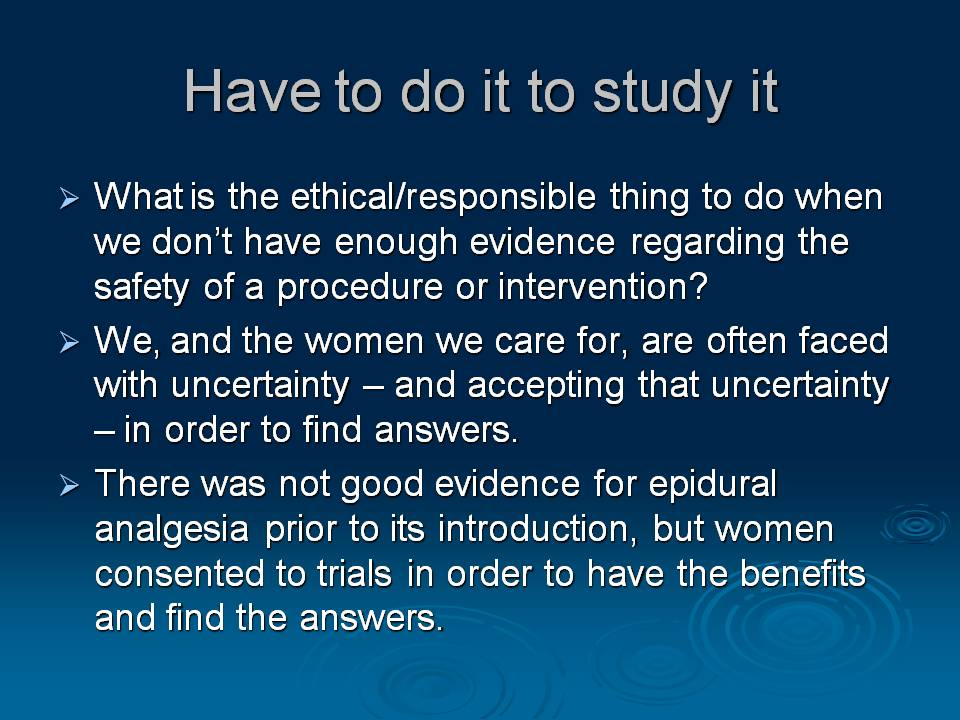 Have to do it to study it
What is the ethical/responsible thing to do when
we don't have enough evidence regarding the
safety of a procedure or intervention?
We, and the women we care for, are often faced
with uncertainty – and accepting that uncertainty
– in order to find answers.
There was not good evidence for epidural
analgesia prior to its introduction, but women
consented to trials in order to have the benefits
and find the answers.